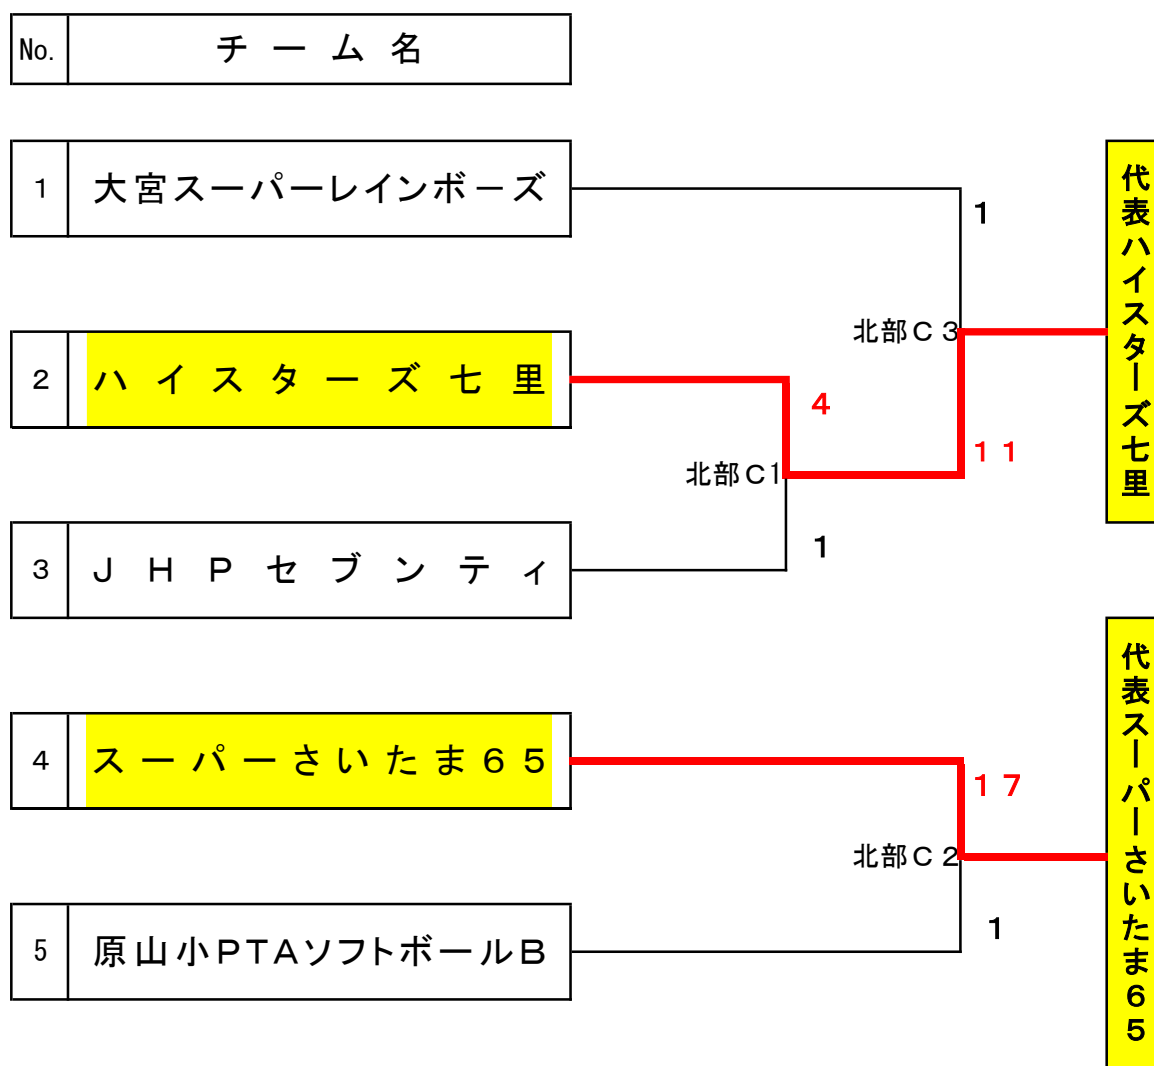 No. チーム名
1 大宮スーパーレインボーズ
1
代表ハイスターズ七里
北部C3
2 ハイスターズ七里
4
11
北部C1
1
3 JHPセブンティ
代表スーパーさいたま65
4 スーパーさいたま65
17
北部C2
1
5 原山小PTAソフトボールB